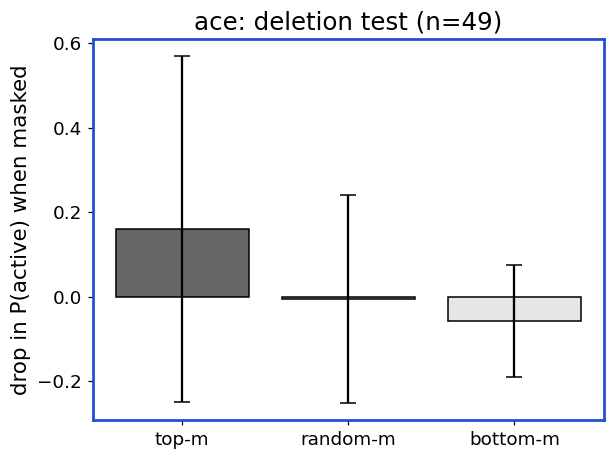 ace: deletion test (n=49)
drop in P(active) when masked
0.6
0.4
0.2
0.0
−0.2
top-m
random-m
bottom-m